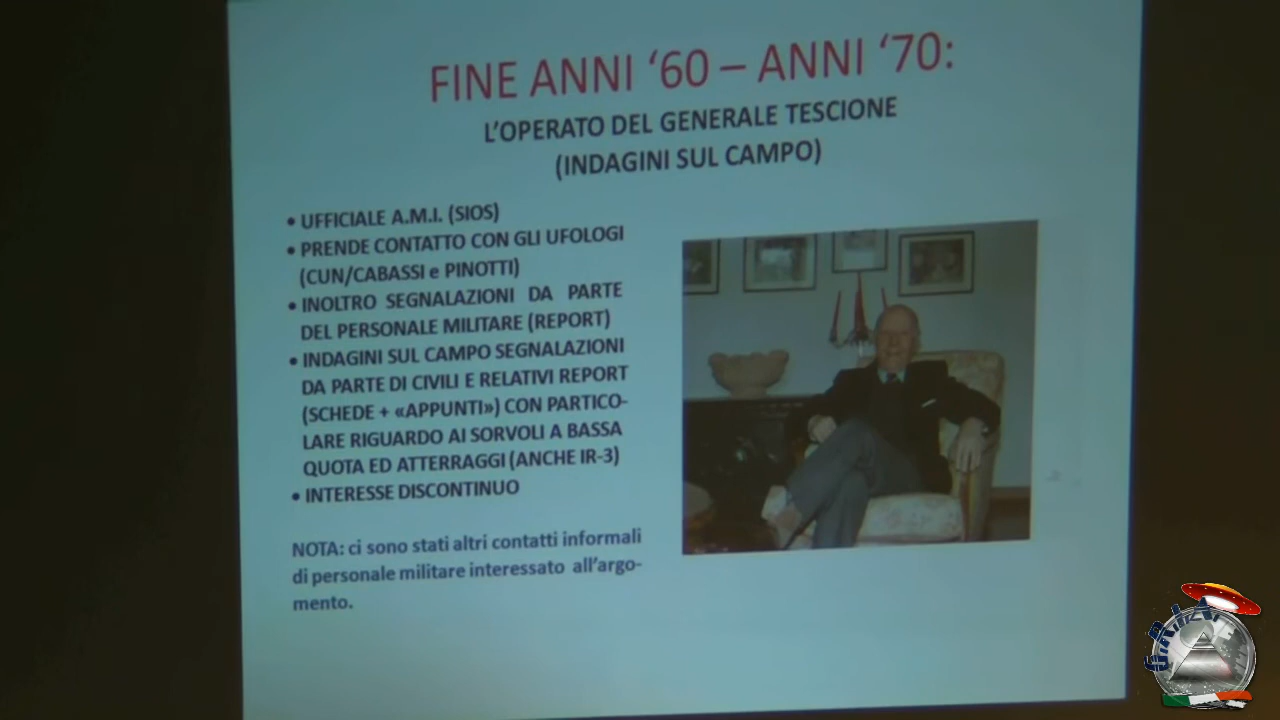 FINE ANNI ‘60 – ANNI ‘70:
L’OPERATO DEL GENERALE TESCIONE
(INDAGINI SUL CAMPO)
• UFFICIALE A.M.I. (SIOS)
• PRENDE CONTATTO CON GLI UFOLOGI
(CUN/CABASSI e PINOTTI)
• INOLTRO SEGNALAZIONI DA PARTE
DEL PERSONALE MILITARE (REPORT)
• INDAGINI SUL CAMPO SEGNALAZIONI
DA PARTE DI CIVILI E RELATIVI REPORT
(SCHEDE + «APPUNTI») CON PARTICO-
LARE RIGUARDO AI SORVOLI A BASSA
QUOTA ED ATTERRAGGI (ANCHE IR-3)
• INTERESSE DISCONTINUO
NOTA: ci sono stati altri contatti informali
di personale militare interessato all’argo-
mento.